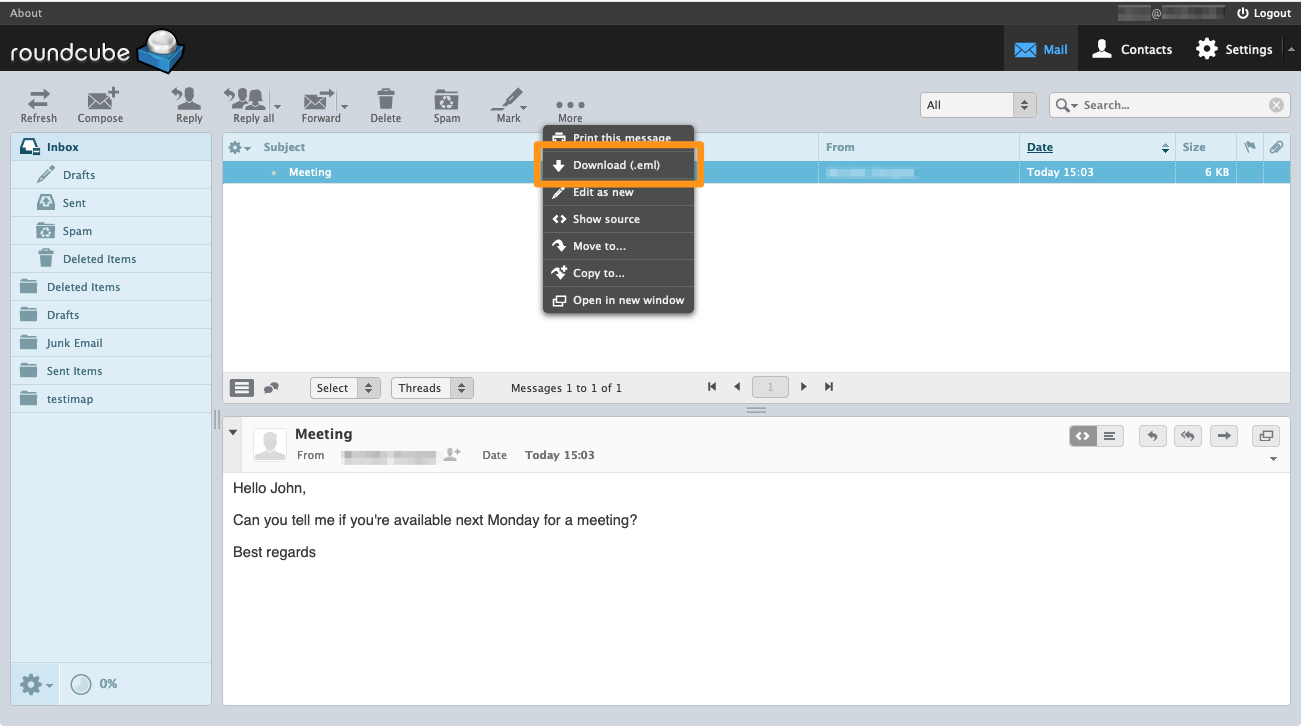 About
@
Logout
roundcube
Mail
Contacts
Settings
Refresh
Compose
Reply
Reply all
Forward
Delete
Spam
Mark
More
All
Search...
Inbox
Drafts
Sent
Spam
Deleted Items
Deleted Items
Drafts
Junk Email
Sent Items
testimap
0%
Subject
From
Date
Size
Meeting
Today 15:03
6 KB
Print this message
Download (.eml)
Edit as new
Show source
Move to...
Copy to...
Open in new window
Select
Threads
Messages 1 to 1 of 1
1
Meeting
From
Date
Today 15:03
Hello John,
Can you tell me if you're available next Monday for a meeting?
Best regards